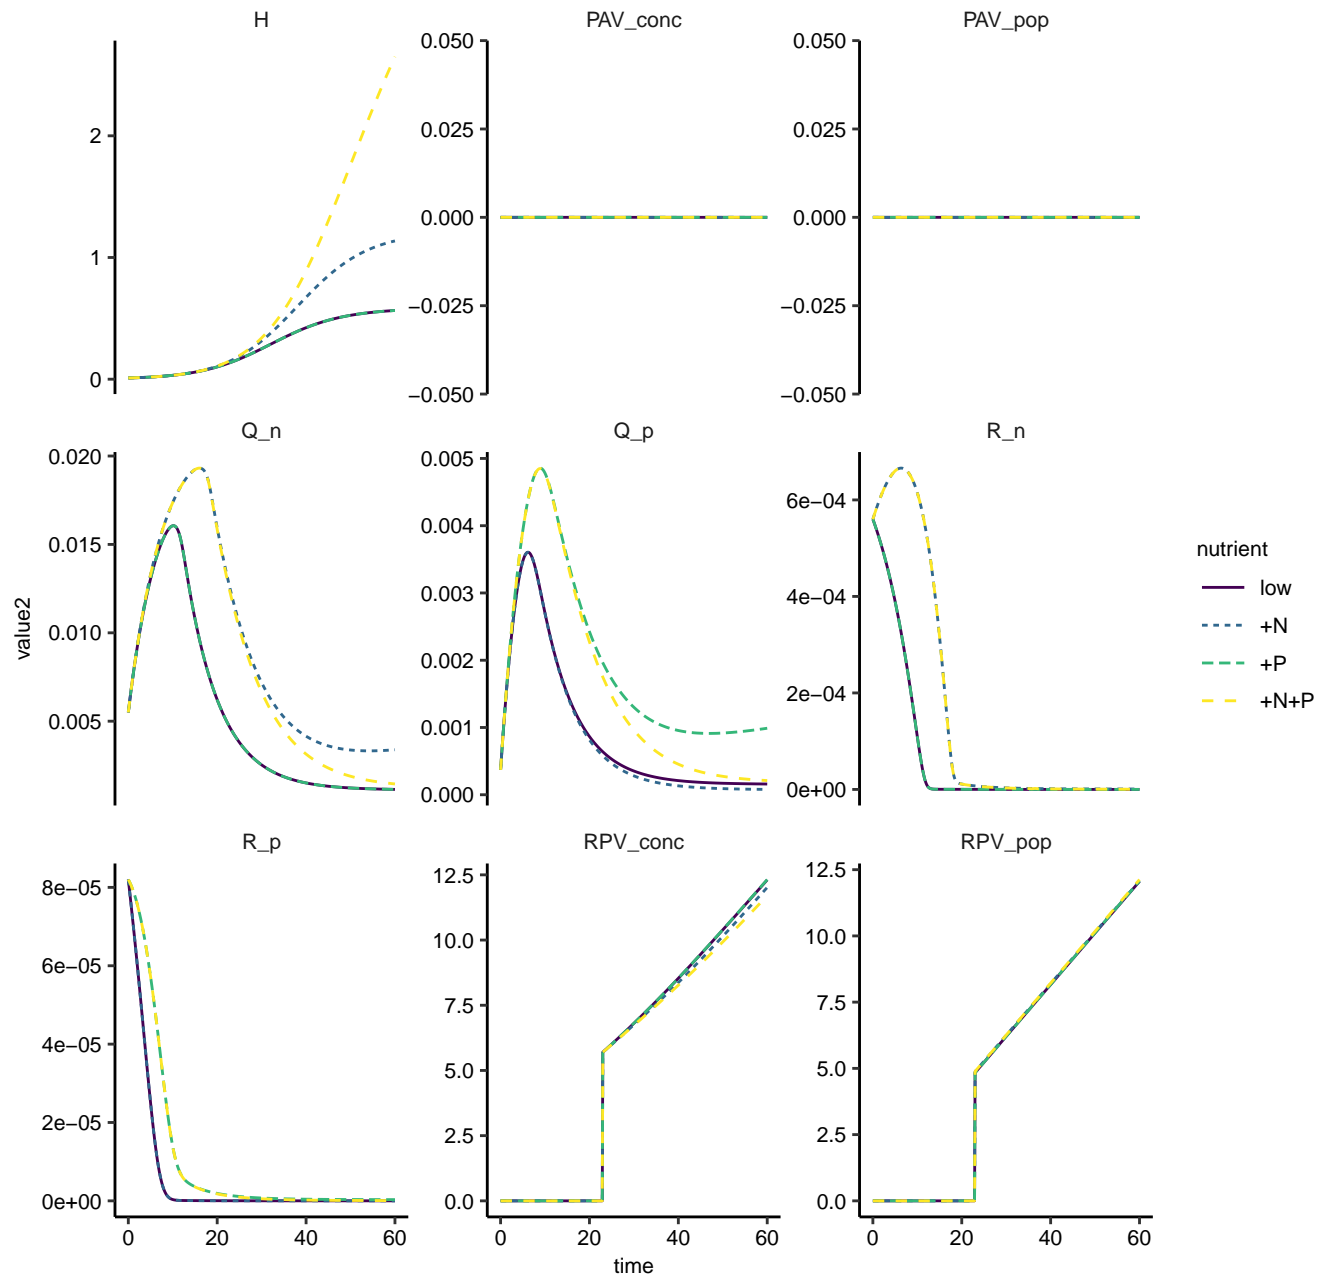 H
PAV_conc
PAV_pop
2
1
0
0.050
0.025
0.000
−0.025
−0.050
0.050
0.025
0.000
−0.025
−0.050
Q_n
Q_p
R_n
0.020
0.015
0.010
0.005
0.005
0.004
0.003
0.002
0.001
0.000
6e−04
4e−04
2e−04
0e+00
value2
R_p
RPV_conc
RPV_pop
8e−05
6e−05
4e−05
2e−05
0e+00
12.5
10.0
7.5
5.0
2.5
0.0
12.5
10.0
7.5
5.0
2.5
0.0
0 20 40 60
0 20 40 60
0 20 40 60
time
nutrient
low
+N
+P
+N+P